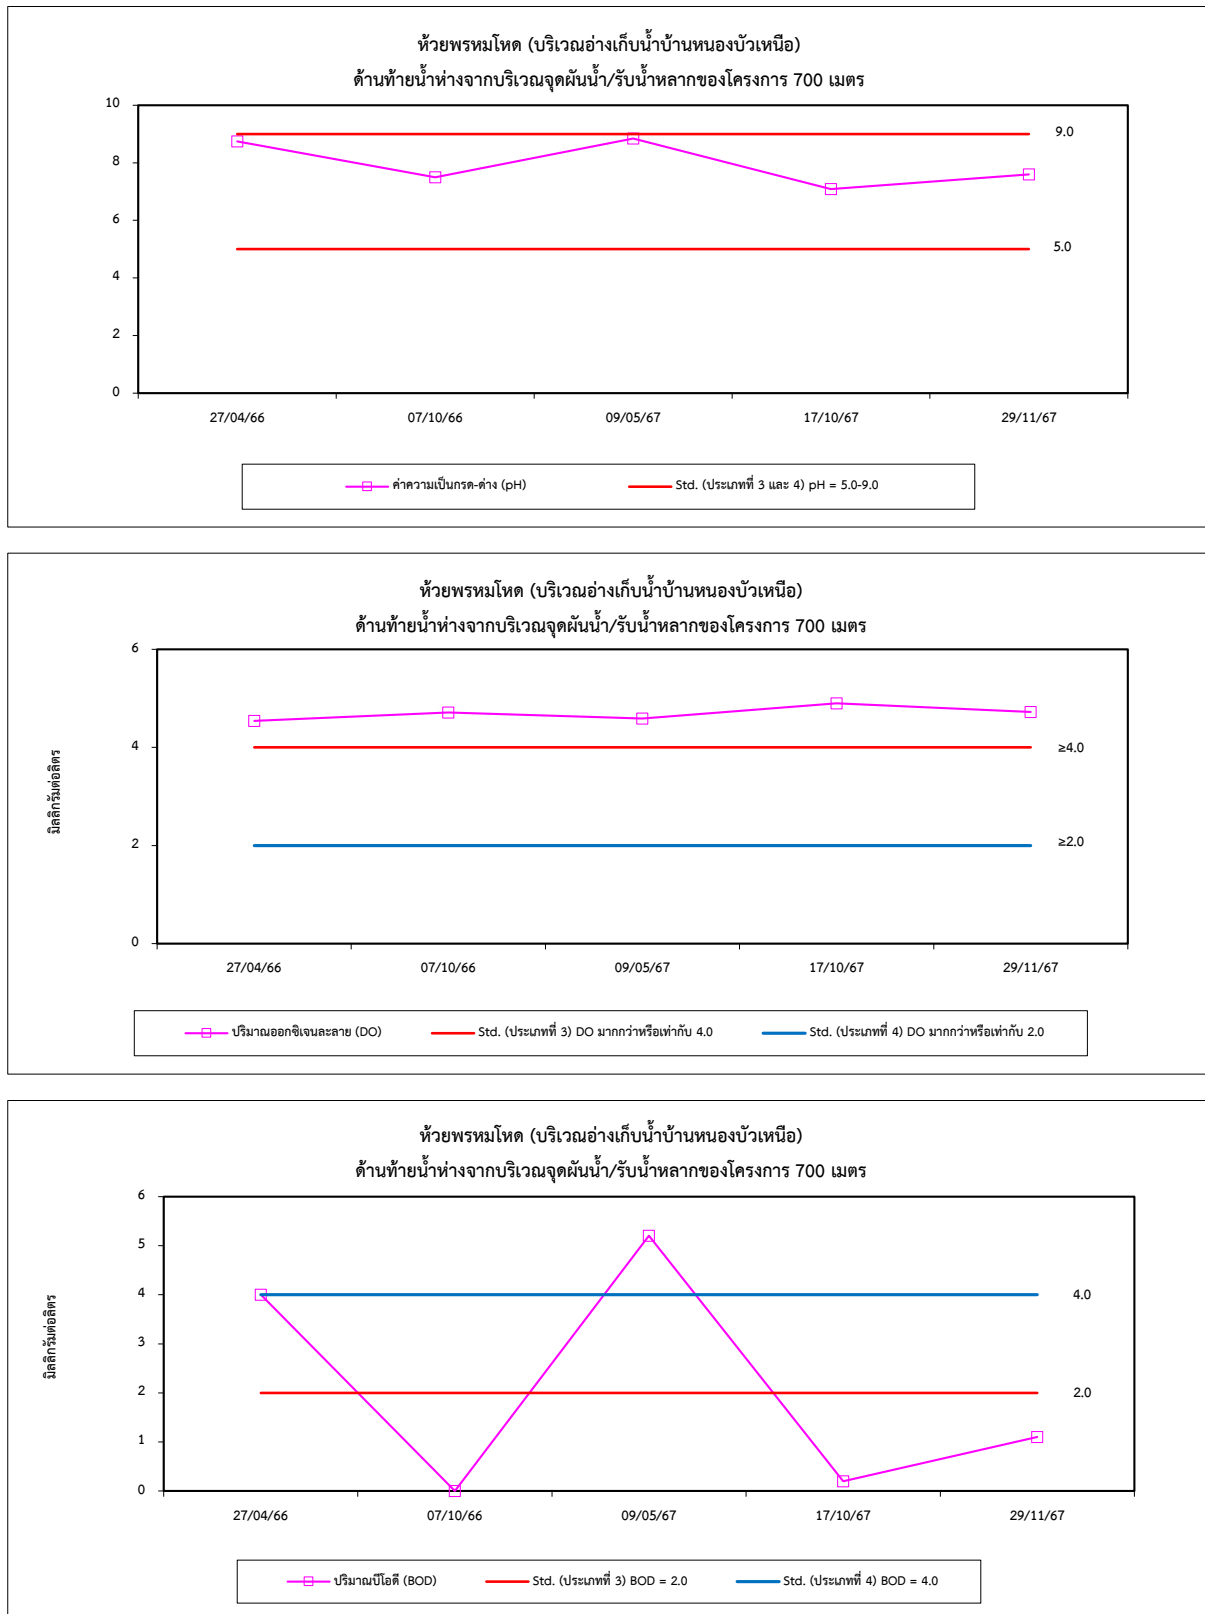 ห้วยพรหมโหด (บริเวณอ่างเก็บน้ำบ้านหนองบัวเหนือ)
ด้านท้ายน้ำห่างจากบริเวณจุดผันน้ำ/รับน้ำหลากของโครงการ 700 เมตร
10
9.0
8
6
5.0
4
2
0
27/04/66 07/10/66 09/05/67 17/10/67 29/11/67
ค่าความเป็นกรด-ด่าง (pH) Std. (ประเภทที่ 3 และ 4) pH = 5.0-9.0
ห้วยพรหมโหด (บริเวณอ่างเก็บน้ำบ้านหนองบัวเหนือ)
ด้านท้ายน้ำห่างจากบริเวณจุดผันน้ำ/รับน้ำหลากของโครงการ 700 เมตร
มิลลิกรัมต่อลิตร
6
4
≥4.0
2
≥2.0
0
27/04/66 07/10/66 09/05/67 17/10/67 29/11/67
ปริมาณออกซิเจนละลาย (DO) Std. (ประเภทที่ 3) DO มากกว่าหรือเท่ากับ 4.0 Std. (ประเภทที่ 4) DO มากกว่าหรือเท่ากับ 2.0
ห้วยพรหมโหด (บริเวณอ่างเก็บน้ำบ้านหนองบัวเหนือ)
ด้านท้ายน้ำห่างจากบริเวณจุดผันน้ำ/รับน้ำหลากของโครงการ 700 เมตร
มิลลิกรัมต่อลิตร
6
5
4
4.0
3
2
2.0
1
0
27/04/66 07/10/66 09/05/67 17/10/67 29/11/67
ปริมาณบีโอดี (BOD) Std. (ประเภทที่ 3) BOD = 2.0 Std. (ประเภทที่ 4) BOD = 4.0